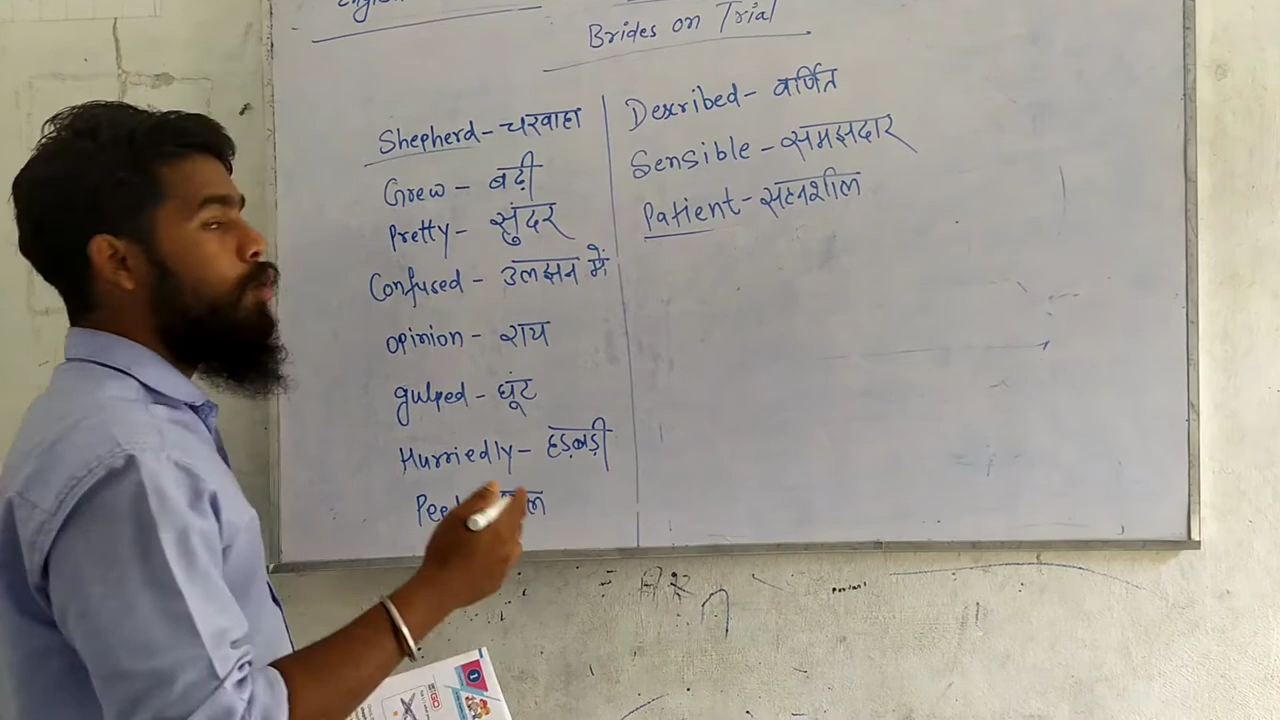 English
Brides on Trial
Shepherd - चरवाहा
Grew - बढ़ी
Pretty - सुंदर
Confused - उलझन में
opinion - राय
gulped - घूंट
Hurriedly - हड़बड़ी
Described - वर्णित
Sensible - समझदार
Patient - सहनशील